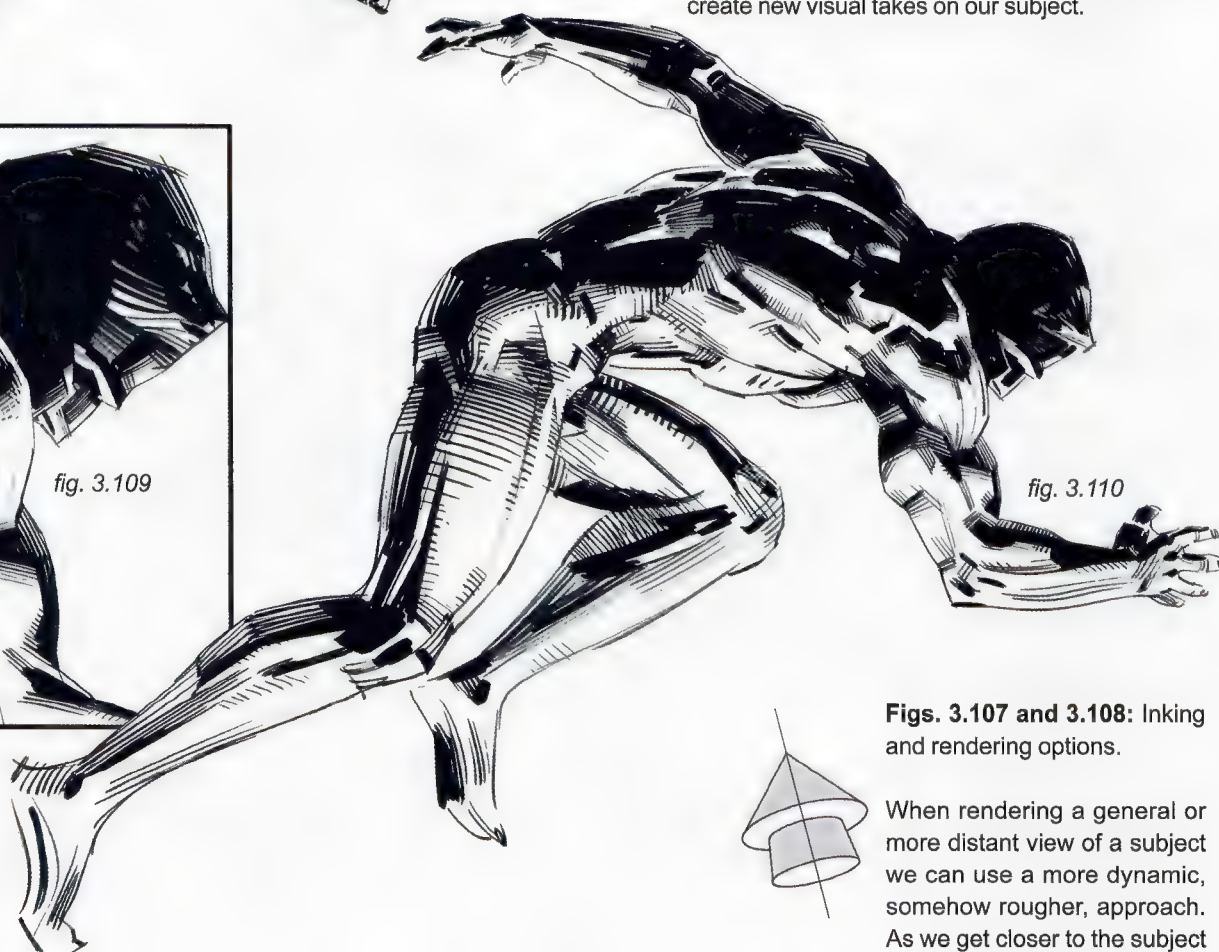 create new visual takes on our subject.
fig. 3.109
fig. 3.110
Figs. 3.107 and 3.108: Inking
and rendering options.
When rendering a general or
more distant view of a subject
we can use a more dynamic,
somehow rougher, approach.
As we get closer to the subject